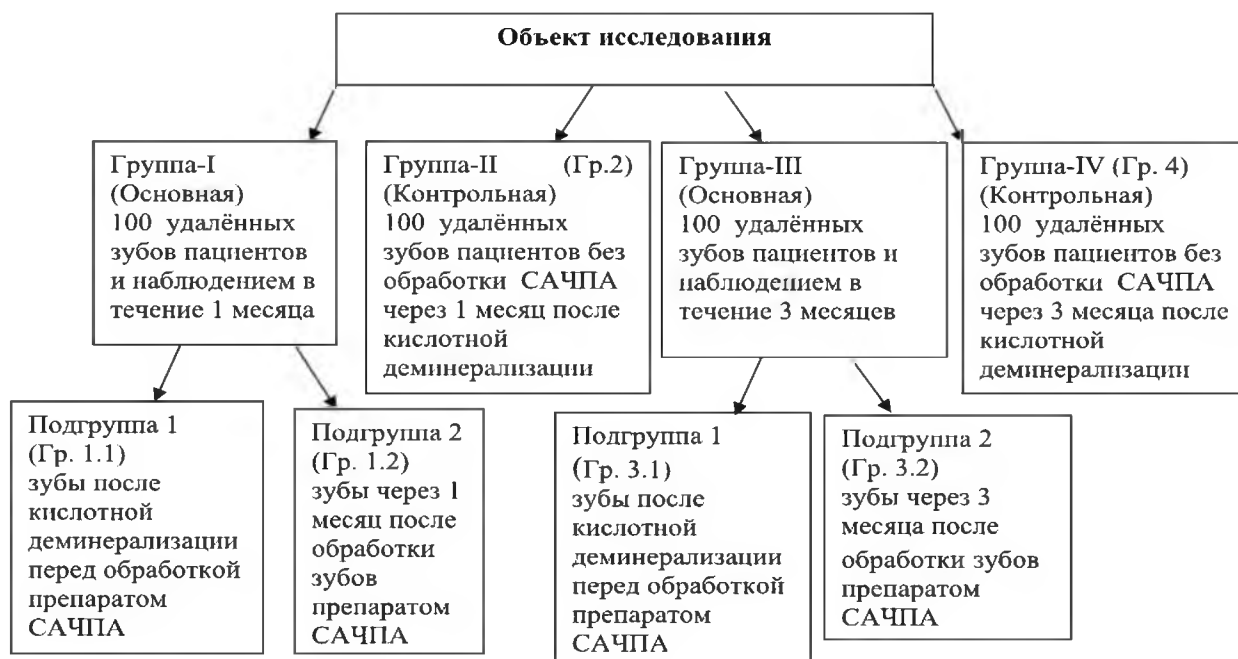 Объект исследования
Группа-I
(Основная)
100 удалённых
зубов пациентов
и наблюдением в
течение 1 месяца
Группа-II (Гр.2)
(Контрольная)
100 удалённых
зубов пациентов без
обработки САЧПА
через 1 месяц после
кислотной
деминерализации
Группа-III
(Основная)
100 удалённых
зубов пациентов и
наблюдением в
течение 3 месяцев
Группа-IV (Гр. 4)
(Контрольная)
100 удалённых
зубов пациентов без
обработки САЧПА
через 3 месяца после
кислотной
деминерализации
Подгруппа 1
(Гр. 1.1)
зубы после
кислотной
деминерализации
перед обработкой
препаратом
САЧПА
Подгруппа 2
(Гр. 1.2)
зубы через 1
месяц после
обработки
зубов
препаратом
САЧПА
Подгруппа 1
(Гр. 3.1)
зубы после
кислотной
деминерализации
перед обработкой
препаратом
САЧПА
Подгруппа 2
(Гр. 3.2)
зубы через 3
месяца после
обработки зубов
препаратом
САЧПА